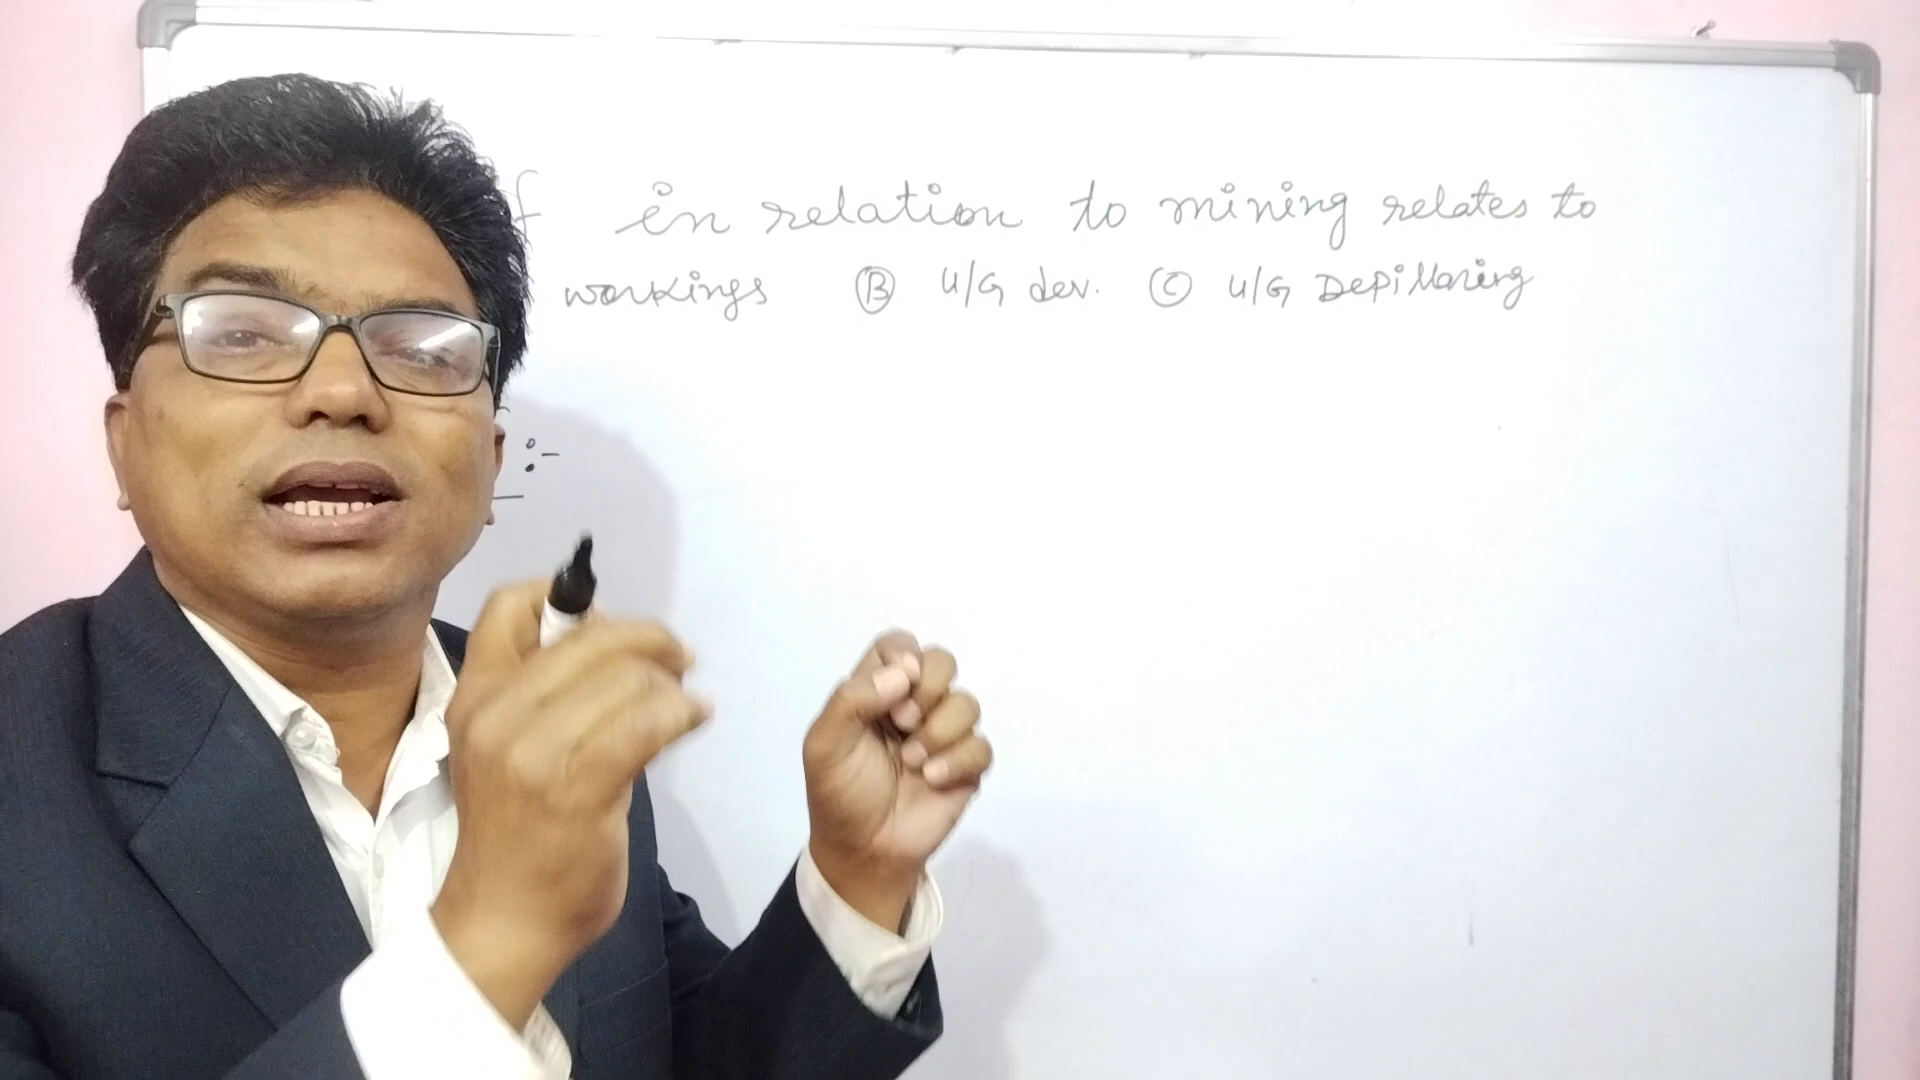 f in relation to mining relates to
workings Ⓑ U/G dev. Ⓒ U/G Depillaring
:-